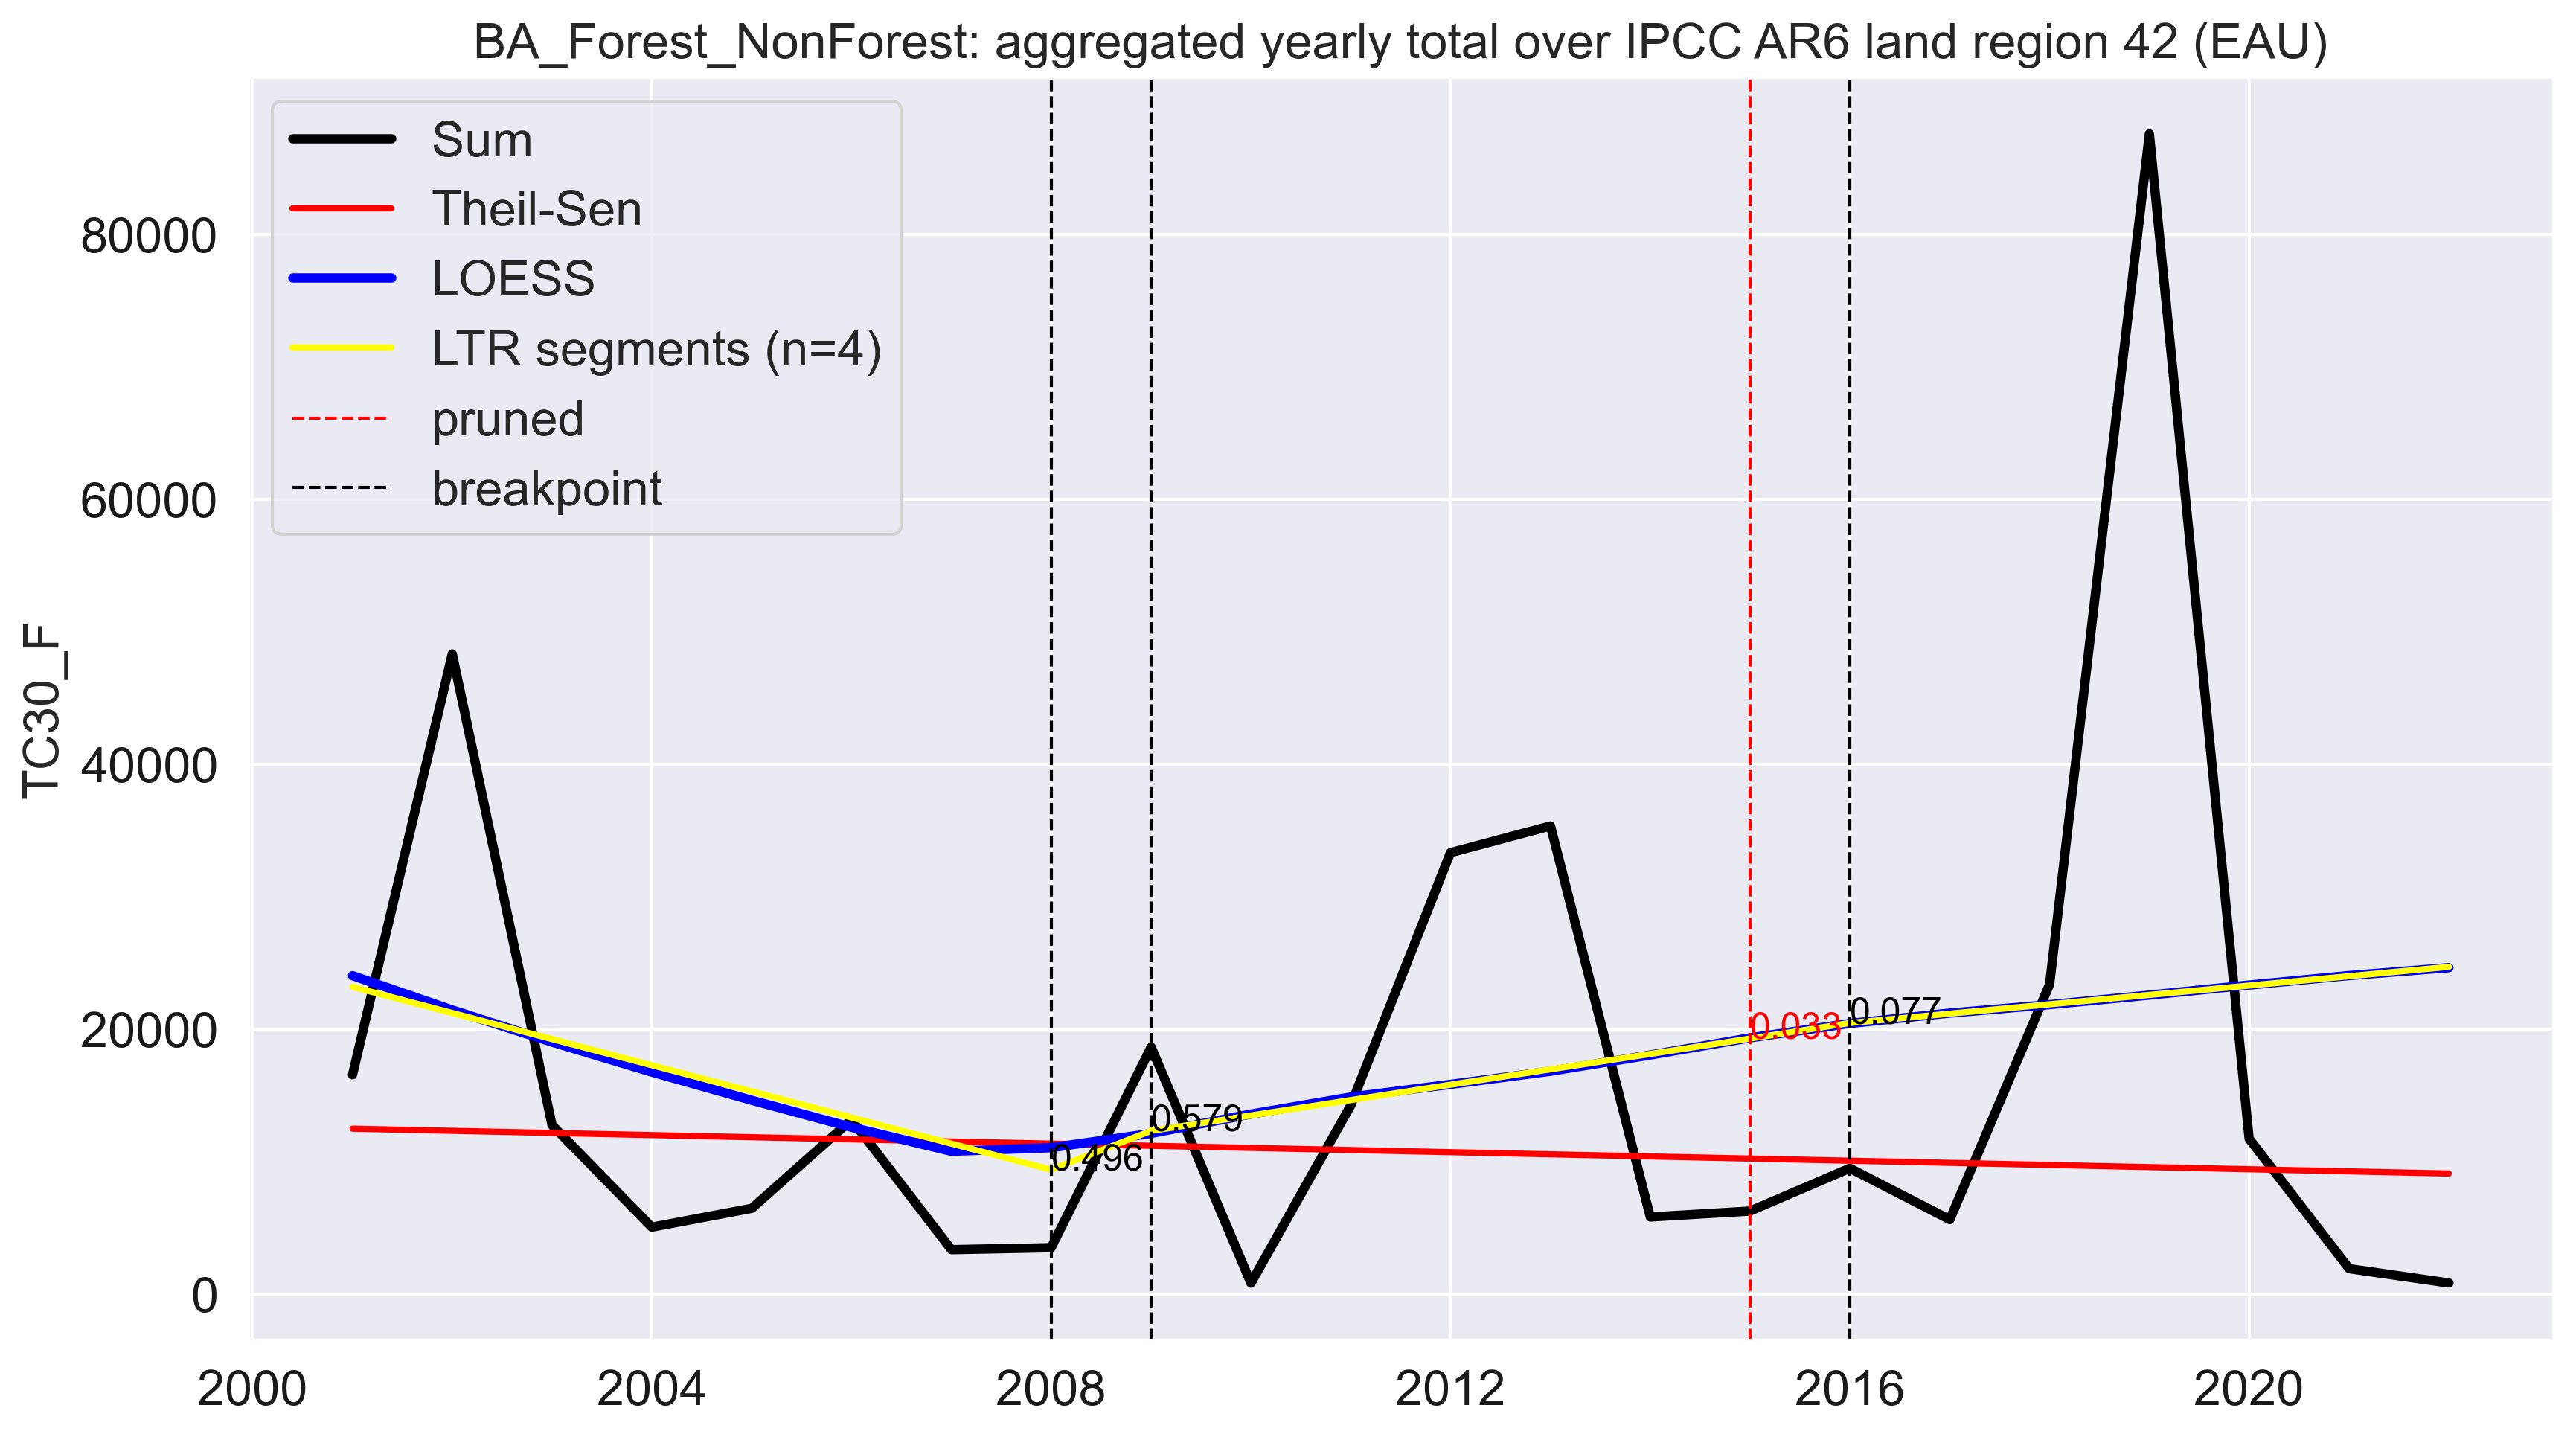 BA_Forest_NonForest: aggregated yearly total over IPCC AR6 land region 42 (EAU)
Sum
Theil-Sen
LOESS
LTR segments (n=4)
pruned
breakpoint
TC30_F
80000
60000
40000
20000
0
0.496
0.579
0.033
0.077
2000
2004
2008
2012
2016
2020